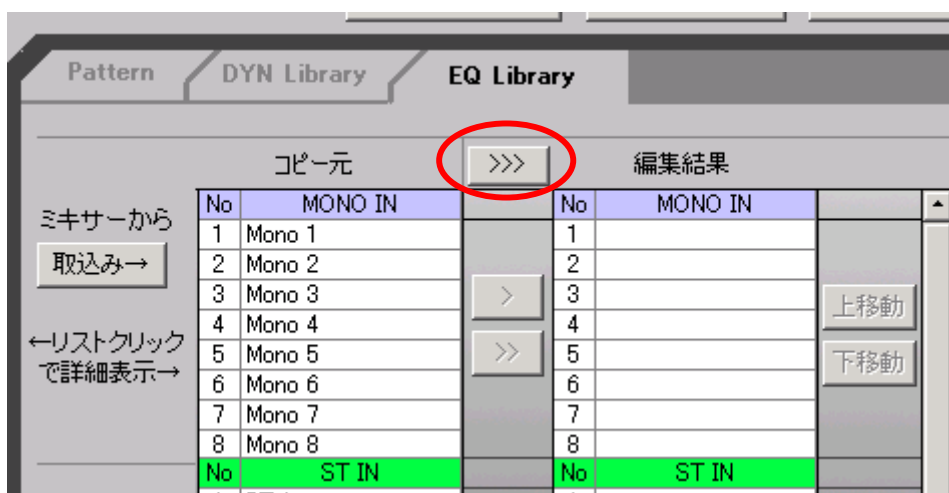 Pattern DYN Library EQ Library
コピー元 >>> 編集結果
ミキサーから
取込み→
←リストクリック
で詳細表示→
No MONO IN No MONO IN
1 Mono 1 1
2 Mono 2 2
3 Mono 3 > 3 上移動
4 Mono 4 4
5 Mono 5 >> 5 下移動
6 Mono 6 6
7 Mono 7 7
8 Mono 8 8
No ST IN No ST IN